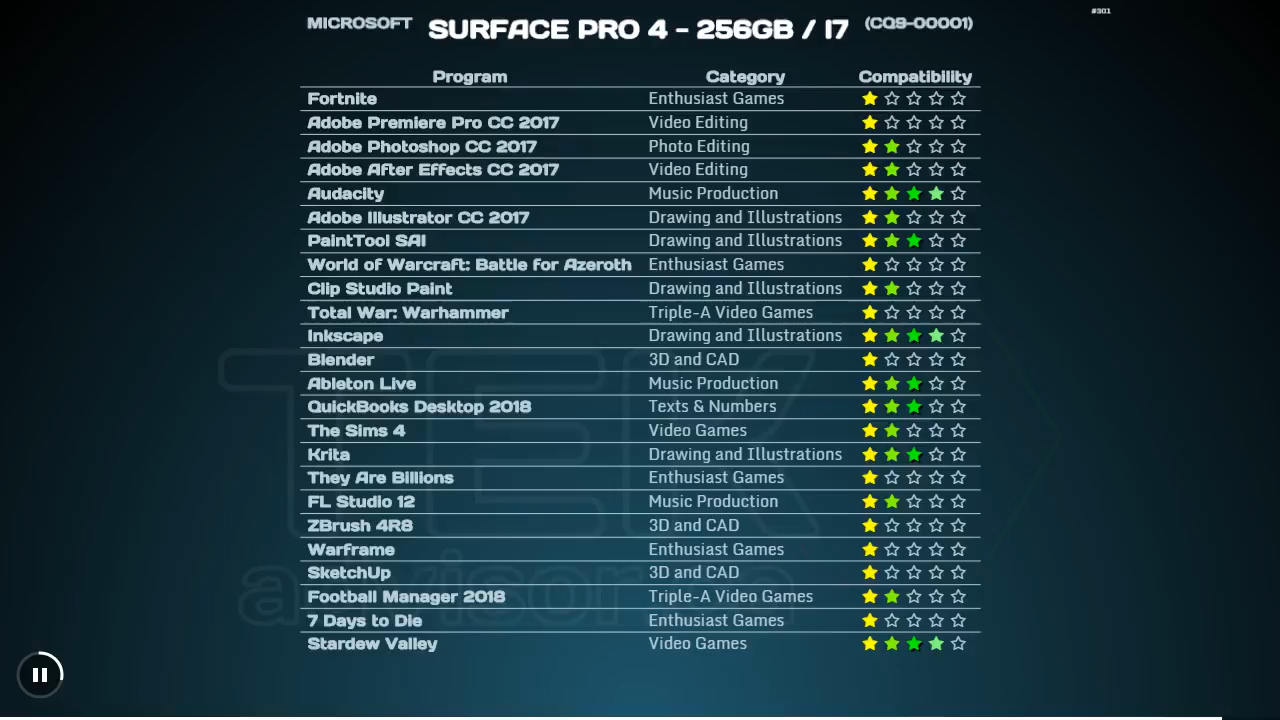 #301
MICROSOFT SURFACE PRO 4 - 256GB / I7 (CQ9-00001)
Program Category Compatibility
Fortnite Enthusiast Games
Adobe Premiere Pro CC 2017 Video Editing
Adobe Photoshop CC 2017 Photo Editing
Adobe After Effects CC 2017 Video Editing
Audacity Music Production
Adobe Illustrator CC 2017 Drawing and Illustrations
PaintTool SAI Drawing and Illustrations
World of Warcraft: Battle for Azeroth Enthusiast Games
Clip Studio Paint Drawing and Illustrations
Total War: Warhammer Triple-A Video Games
Inkscape Drawing and Illustrations
Blender 3D and CAD
Ableton Live Music Production
QuickBooks Desktop 2018 Texts & Numbers
The Sims 4 Video Games
Krita Drawing and Illustrations
They Are Billions Enthusiast Games
FL Studio 12 Music Production
ZBrush 4R8 3D and CAD
Warframe Enthusiast Games
SketchUp 3D and CAD
Football Manager 2018 Triple-A Video Games
7 Days to Die Enthusiast Games
Stardew Valley Video Games
TEK